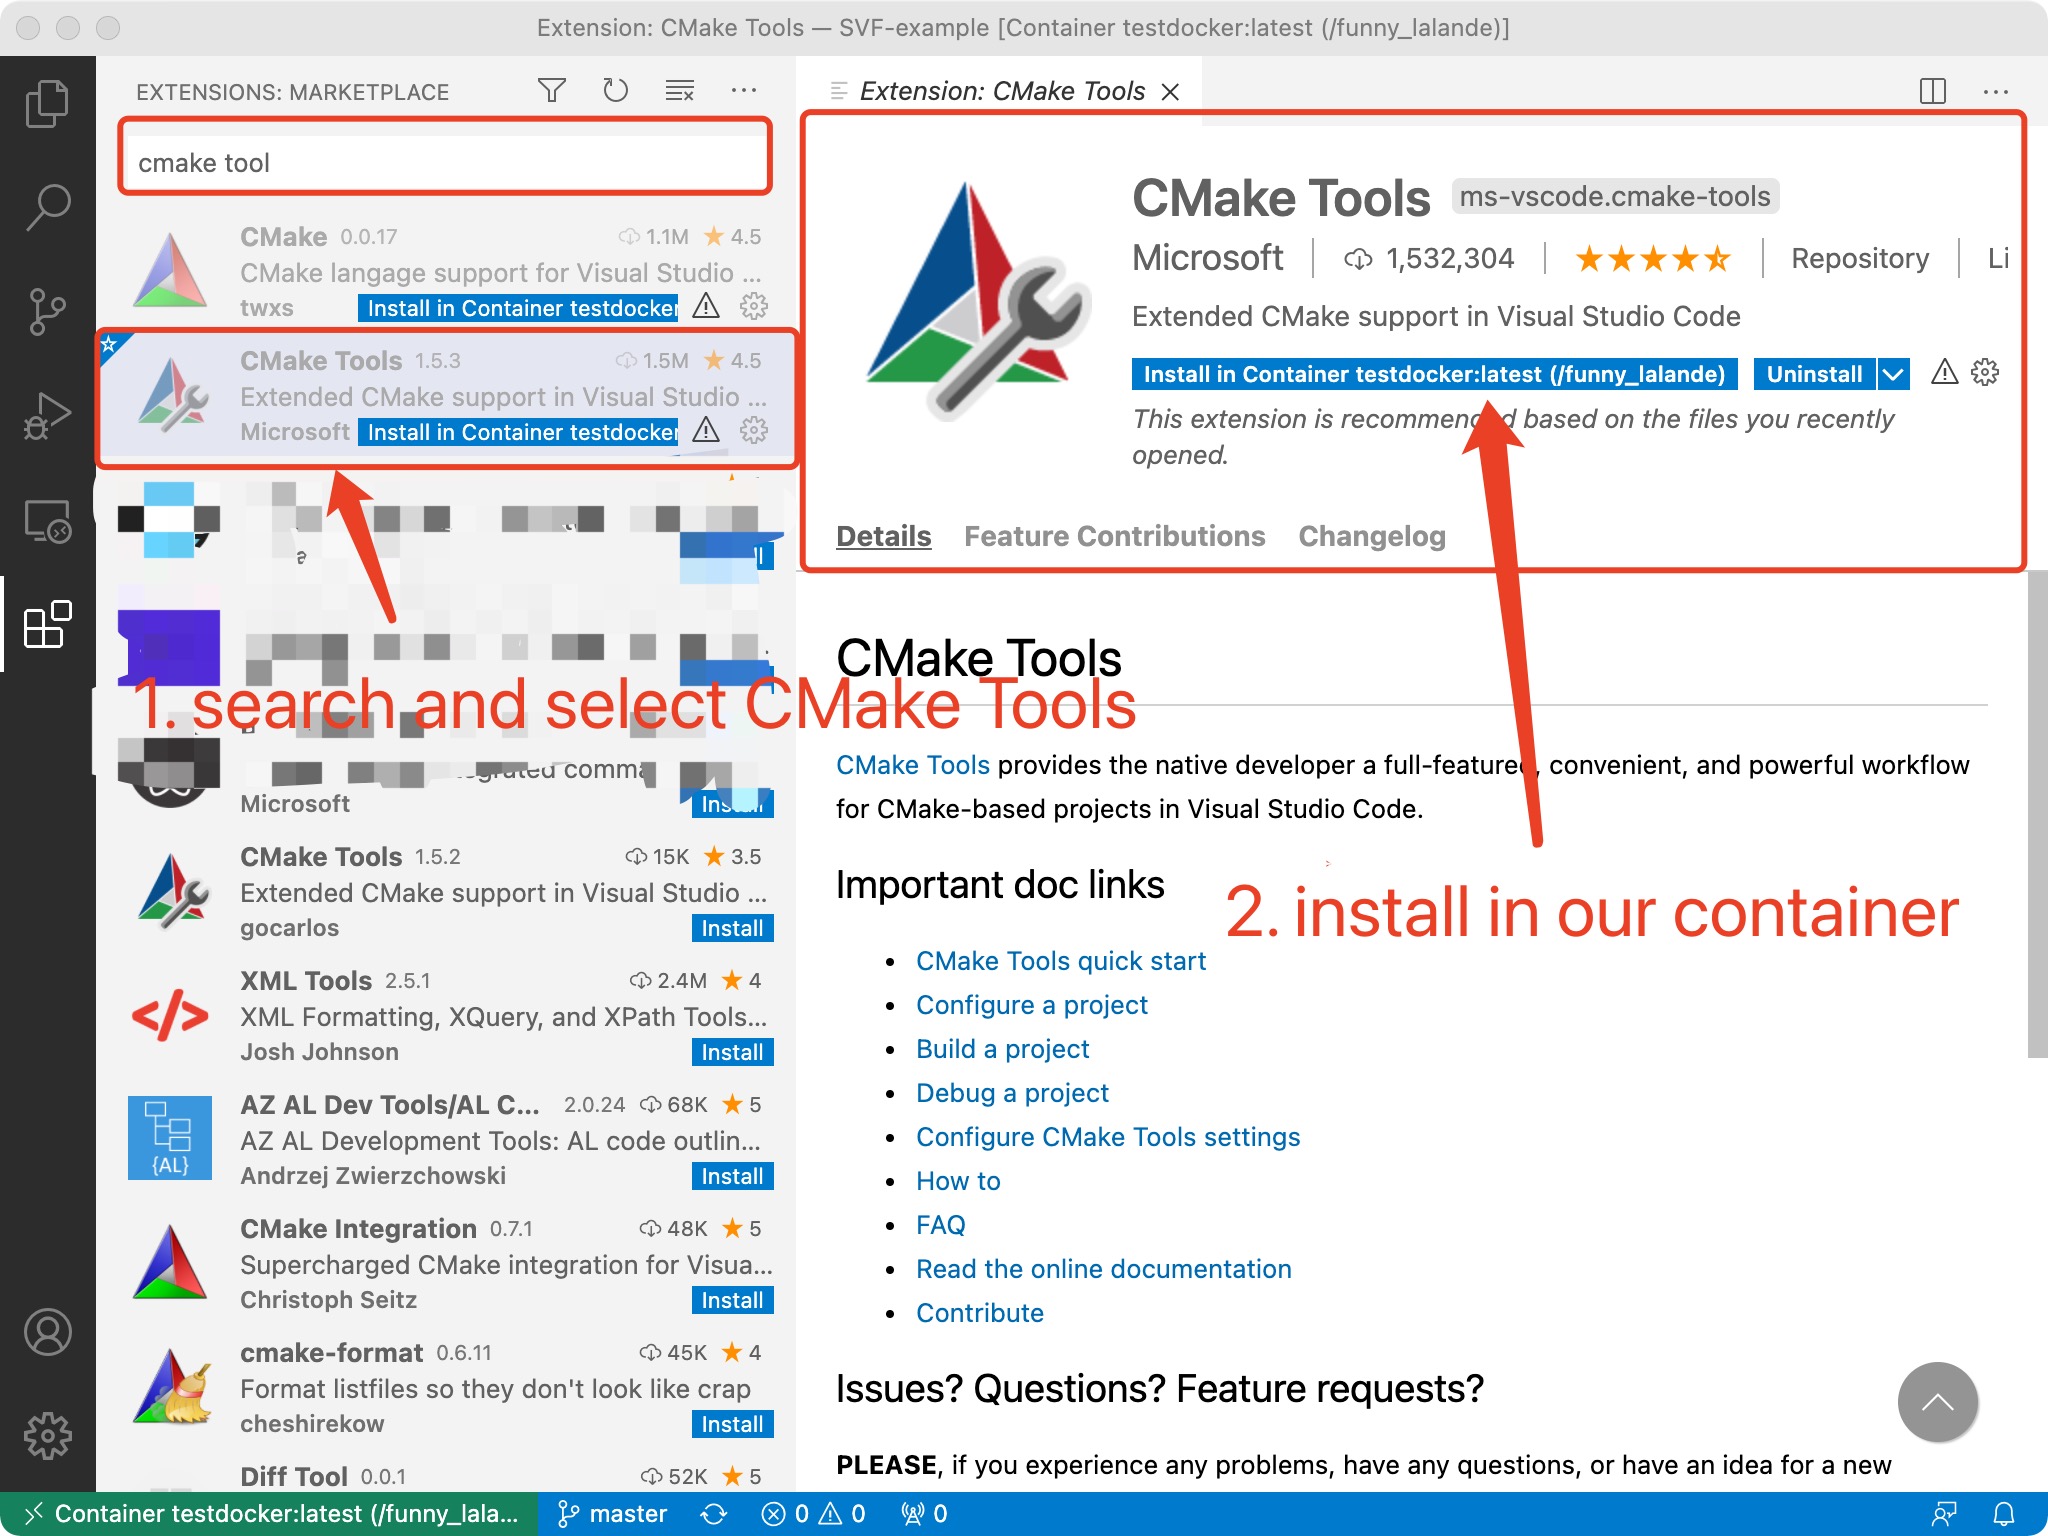 Extension: CMake Tools — SVF-example [Container testdocker:latest (/funny_lalande)]
EXTENSIONS: MARKETPLACE
cmake tool
CMake 0.0.17 1.1M 4.5
CMake langage support for Visual Studio ...
twxs Install in Container testdocker
CMake Tools 1.5.3 1.5M 4.5
Extended CMake support in Visual Studio ...
Microsoft Install in Container testdocker
1. search and select CMake Tools
Microsoft Install
CMake Tools 1.5.2 15K 3.5
Extended CMake support in Visual Studio ...
gocarlos Install
XML Tools 2.5.1 2.4M 4
XML Formatting, XQuery, and XPath Tools...
Josh Johnson Install
AZ AL Dev Tools/AL C... 2.0.24 68K 5
{AL}
AZ AL Development Tools: AL code outlin...
Andrzej Zwierzchowski Install
CMake Integration 0.7.1 48K 5
Supercharged CMake integration for Visua...
Christoph Seitz Install
cmake-format 0.6.11 45K 4
Format listfiles so they don't look like crap
cheshirekow Install
Diff Tool 0.0.1 52K 5
Extension: CMake Tools
CMake Tools ms-vscode.cmake-tools
Microsoft 1,532,304 Repository Li
Extended CMake support in Visual Studio Code
Install in Container testdocker:latest (/funny_lalande) Uninstall
This extension is recommended based on the files you recently
opened.
Details Feature Contributions Changelog
CMake Tools
CMake Tools provides the native developer a full-featured, convenient, and powerful workflow
for CMake-based projects in Visual Studio Code.
Important doc links
2. install in our container
• CMake Tools quick start
• Configure a project
• Build a project
• Debug a project
• Configure CMake Tools settings
• How to
• FAQ
• Read the online documentation
• Contribute
Issues? Questions? Feature requests?
PLEASE, if you experience any problems, have any questions, or have an idea for a new
Container testdocker:latest (/funny_lala... master 0 0 0